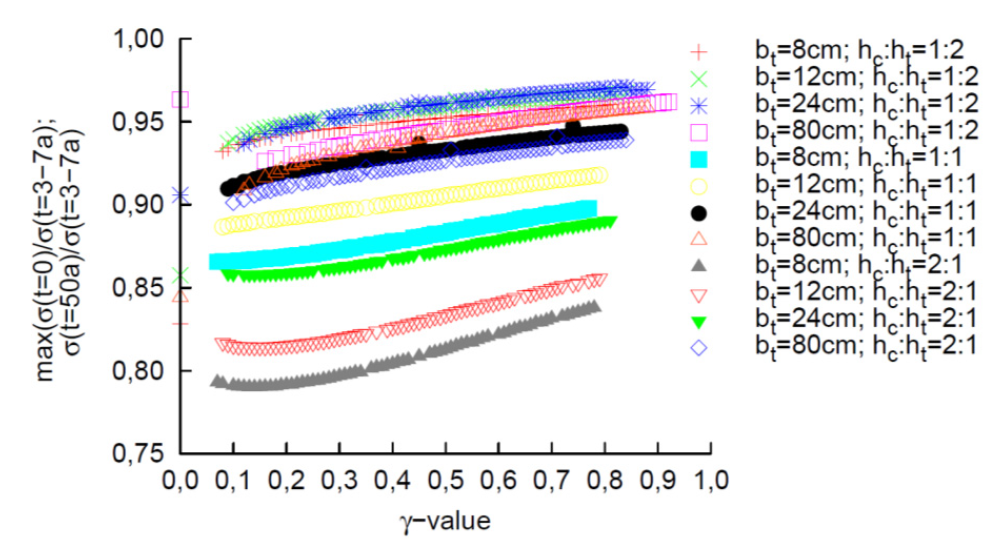 max(σ(t=0)/σ(t=3−7a);
σ(t=50a)/σ(t=3−7a)
1,00
0,95
0,90
0,85
0,80
0,75
0,0 0,1 0,2 0,3 0,4 0,5 0,6 0,7 0,8 0,9 1,0
γ−value
bt=8cm; hc:ht=1:2
bt=12cm; hc:ht=1:2
bt=24cm; hc:ht=1:2
bt=80cm; hc:ht=1:2
bt=8cm; hc:ht=1:1
bt=12cm; hc:ht=1:1
bt=24cm; hc:ht=1:1
bt=80cm; hc:ht=1:1
bt=8cm; hc:ht=2:1
bt=12cm; hc:ht=2:1
bt=24cm; hc:ht=2:1
bt=80cm; hc:ht=2:1